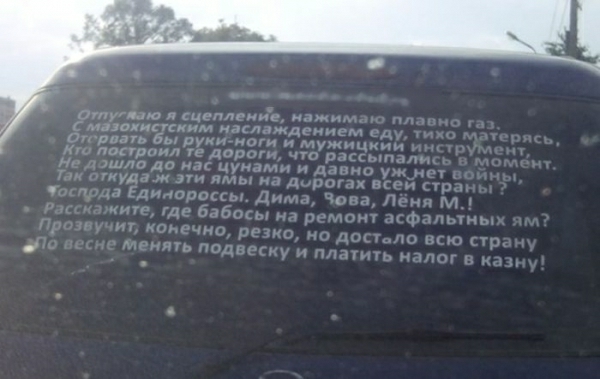 Отпускаю я сцепление, нажимаю плавно газ.
С мазохистским наслаждением еду, тихо матерясь.
Оторвать бы руки-ноги и мужицкий инструмент,
Кто построил те дороги, что рассыпались в момент.
Не дошло до нас цунами и давно уж нет войны,
Так откуда ж эти ямы на дорогах всей страны?
Господа Единороссы. Дима, Вова, Лёня М.!
Расскажите, где бабосы на ремонт асфальтных ям?
Прозвучит, конечно, резко, но достало всю страну
По весне менять подвеску и платить налог в казну!